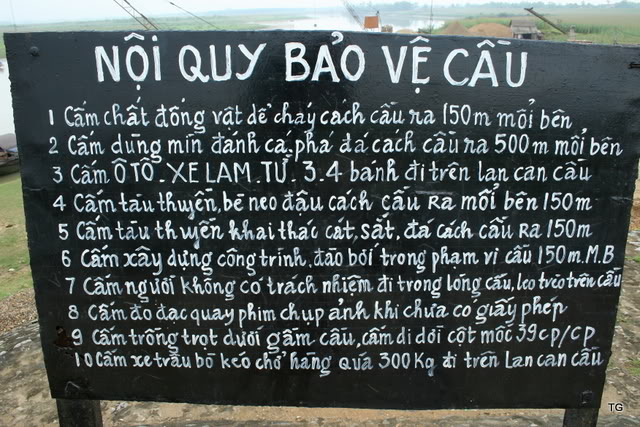 NỘI QUY BẢO VỆ CẦU
1 Cấm chất đống vật dể cháy cách cầu ra 150m mỗi bên
2 Cấm dùng mìn đánh cá, phá đá cách cầu ra 500m mỗi bên
3 Cấm Ô TÔ - XE LAM - TỪ 3.4 bánh đi trên lan can cầu
4 Cấm tàu thuyền, bè neo đậu cách cầu ra mỗi bên 150m
5 Cấm tàu thuyền khai thác cát, sắt, đá cách cầu ra 150m
6 Cấm xây dựng công trình, đào bới trong phạm vi cầu 150m.M.B
7 Cấm người không có trách nhiệm đi trong lòng cầu, leo trèo trên cầu
8 Cấm đo đạc quay phim chụp ảnh khi chưa có giấy phép
9 Cấm trồng trọt dưới gầm cầu, cấm di dời cột mốc 39cp/CP
10 Cấm xe trâu bò kéo chở hàng quá 300Kg đi trên Lan can cầu
TG